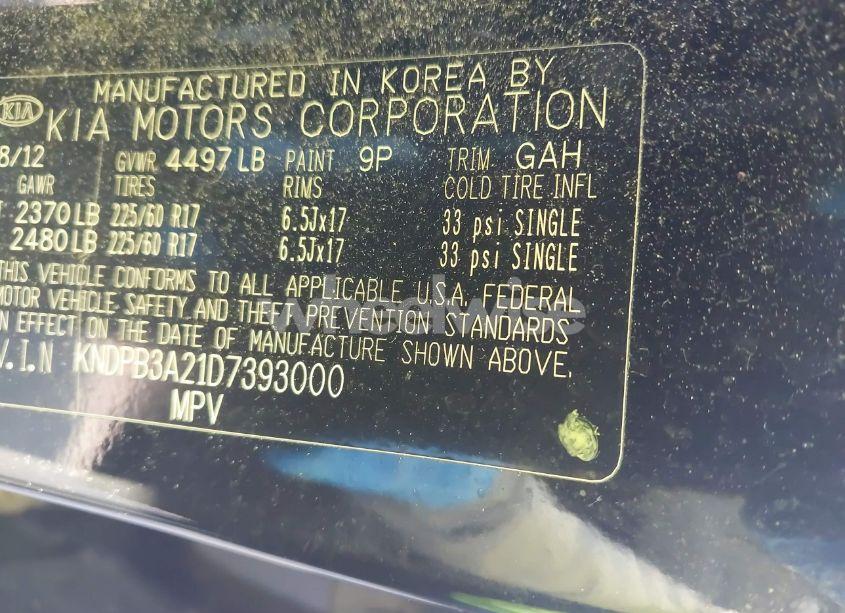 MANUFACTURED IN KOREA BY
KIA KIA MOTORS CORPORATION
8/12 GVWR 4497 LB PAINT 9P TRIM GAH
GAWR TIRES RIMS COLD TIRE INFL
T 2370 LB 225/60 R17 6.5Jx17 33 psi SINGLE
2480 LB 225/60 R17 6.5Jx17 33 psi SINGLE
THIS VEHICLE CONFORMS TO ALL APPLICABLE U.S.A. FEDERAL
MOTOR VEHICLE SAFETY AND THEFT PREVENTION STANDARDS
N EFFECT ON THE DATE OF MANUFACTURE SHOWN ABOVE.
V.I.N KNDPB3A21D7393000
MPV
wheelwise